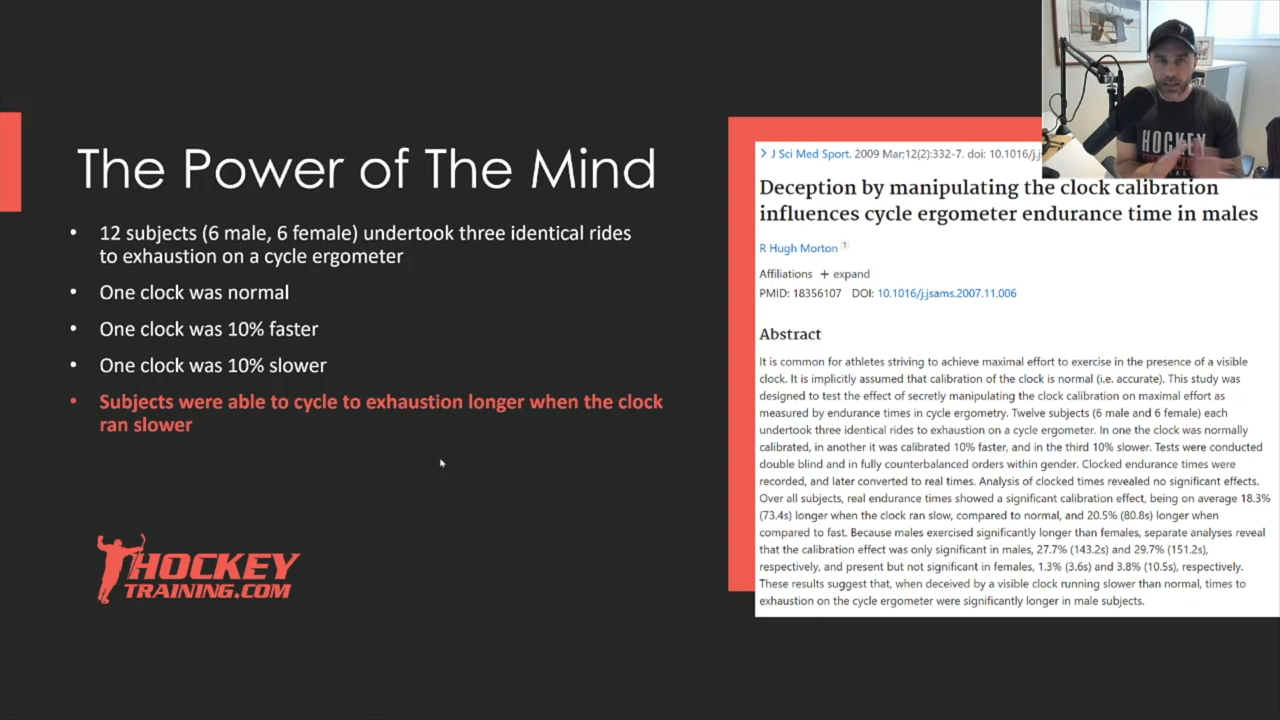 The Power of The Mind
• 12 subjects (6 male, 6 female) undertook three identical rides
to exhaustion on a cycle ergometer
• One clock was normal
• One clock was 10% faster
• One clock was 10% slower
• Subjects were able to cycle to exhaustion longer when the clock
ran slower
HOCKEY
TRAINING.COM
> J Sci Med Sport. 2009 Mar;12(2):332-7. doi: 10.1016/j
Deception by manipulating the clock calibration
influences cycle ergometer endurance time in males
R Hugh Morton 1
Affiliations + expand
PMID: 18356107 DOI: 10.1016/j.jsams.2007.11.006
Abstract
It is common for athletes striving to achieve maximal effort to exercise in the presence of a visible
clock. It is implicitly assumed that calibration of the clock is normal (i.e. accurate). This study was
designed to test the effect of secretly manipulating the clock calibration on maximal effort as
measured by endurance times in cycle ergometry. Twelve subjects (6 male and 6 female) each
undertook three identical rides to exhaustion on a cycle ergometer. In one the clock was normally
calibrated, in another it was calibrated 10% faster, and in the third 10% slower. Tests were conducted
double blind and in fully counterbalanced orders within gender. Clocked endurance times were
recorded, and later converted to real times. Analysis of clocked times revealed no significant effects.
Over all subjects, real endurance times showed a significant calibration effect, being on average 18.3%
(73.4s) longer when the clock ran slow, compared to normal, and 20.5% (80.8s) longer when
compared to fast. Because males exercised significantly longer than females, separate analyses reveal
that the calibration effect was only significant in males, 27.7% (143.2s) and 29.7% (151.2s),
respectively, and present but not significant in females, 1.3% (3.6s) and 3.8% (10.5s), respectively.
These results suggest that, when deceived by a visible clock running slower than normal, times to
exhaustion on the cycle ergometer were significantly longer in male subjects.
HOCKEY